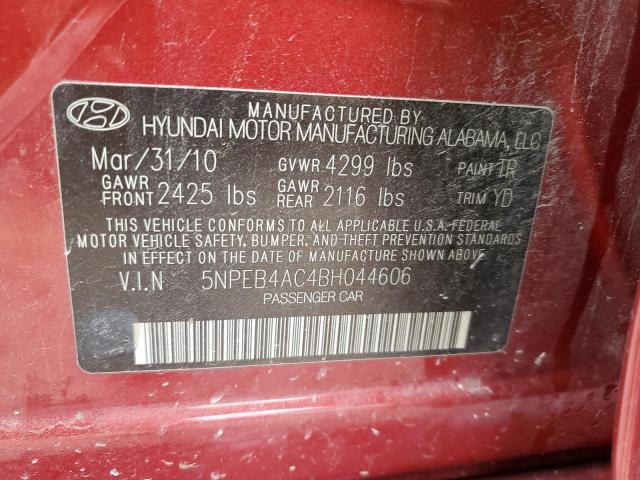 MANUFACTURED BY
HYUNDAI MOTOR MANUFACTURING ALABAMA, LLC
Mar/31/10 GVWR 4299 lbs PAINT TR
GAWR FRONT 2425 lbs GAWR REAR 2116 lbs TRIM YD
THIS VEHICLE CONFORMS TO ALL APPLICABLE U.S.A. FEDERAL
MOTOR VEHICLE SAFETY, BUMPER, AND THEFT PREVENTION STANDARDS
IN EFFECT ON THE DATE OF MANUFACTURE SHOWN ABOVE.
V.I.N 5NPEB4AC4BH044606
PASSENGER CAR